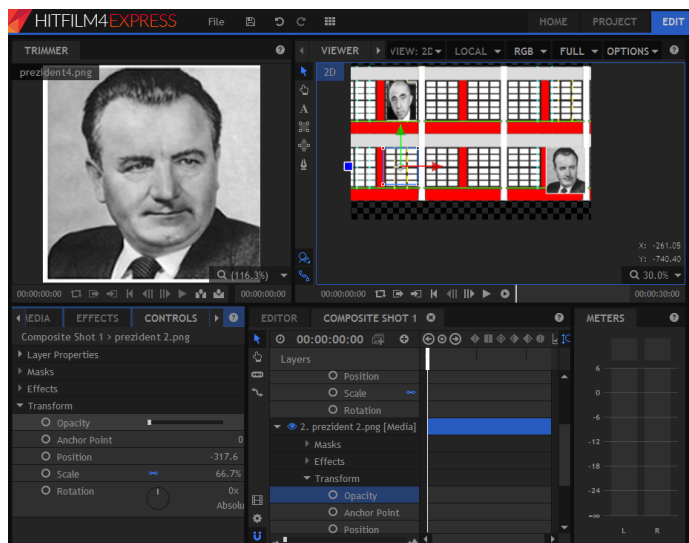 HITFILM4EXPRESS File HOME PROJECT EDIT
TRIMMER
prezident4.png
(116.3%)
00:00:00:00 00:00:00:00
VIEWER VIEW: 2D LOCAL RGB FULL OPTIONS
2D
X: -261.05
Y: -740.40
30.0%
00:00:00:00 00:00:30:00
EDIA EFFECTS CONTROLS
Composite Shot 1 > prezident 2.png
Layer Properties
Masks
Effects
Transform
Opacity
Anchor Point 0
Position -317.6
Scale 66.7%
Rotation 0x
Absolu
EDITOR COMPOSITE SHOT 1
00:00:00:00
Layers
Position
Scale
Rotation
2. prezident 2.png [Media]
Masks
Effects
Transform
Opacity
Anchor Point
Position
METERS
6
0
-6
-12
-18
-24
-∞
L R